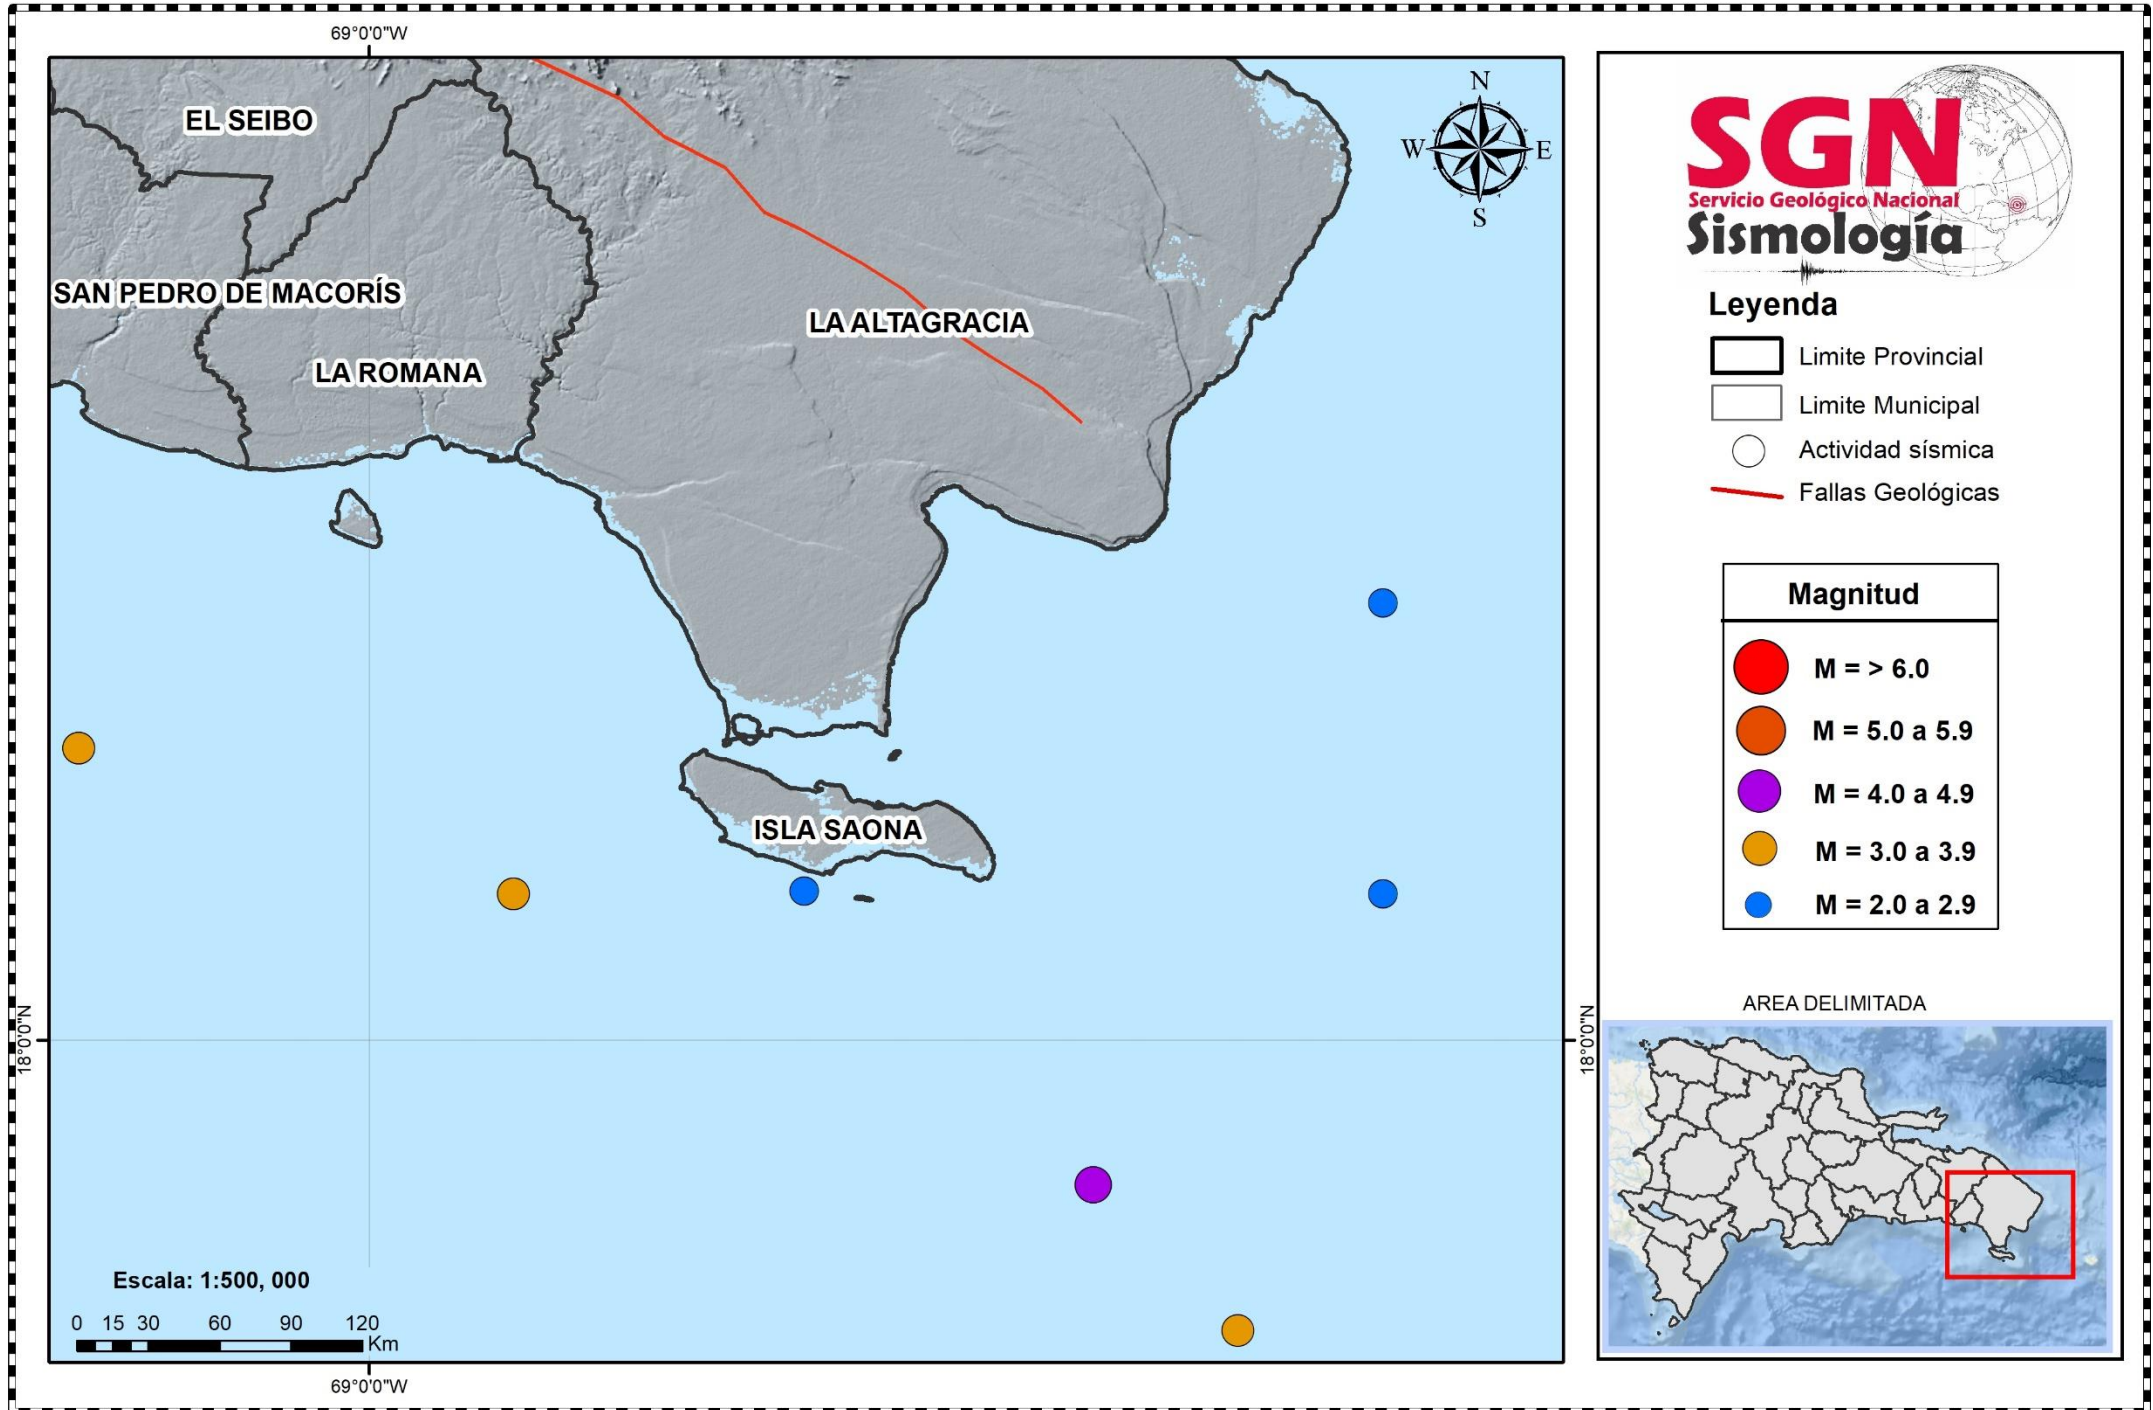 69°0'0"W
N
W
E
S
EL SEIBO
SAN PEDRO DE MACORÍS
LA ROMANA
LA ALTAGRACIA
ISLA SAONA
18°0'0"N
18°0'0"N
Escala: 1:500, 000
0 15 30 60 90 120
Km
69°0'0"W
SGN
Servicio Geológico Nacional
Sismología
Leyenda
Limite Provincial
Limite Municipal
Actividad sísmica
Fallas Geológicas
Magnitud
M = > 6.0
M = 5.0 a 5.9
M = 4.0 a 4.9
M = 3.0 a 3.9
M = 2.0 a 2.9
AREA DELIMITADA